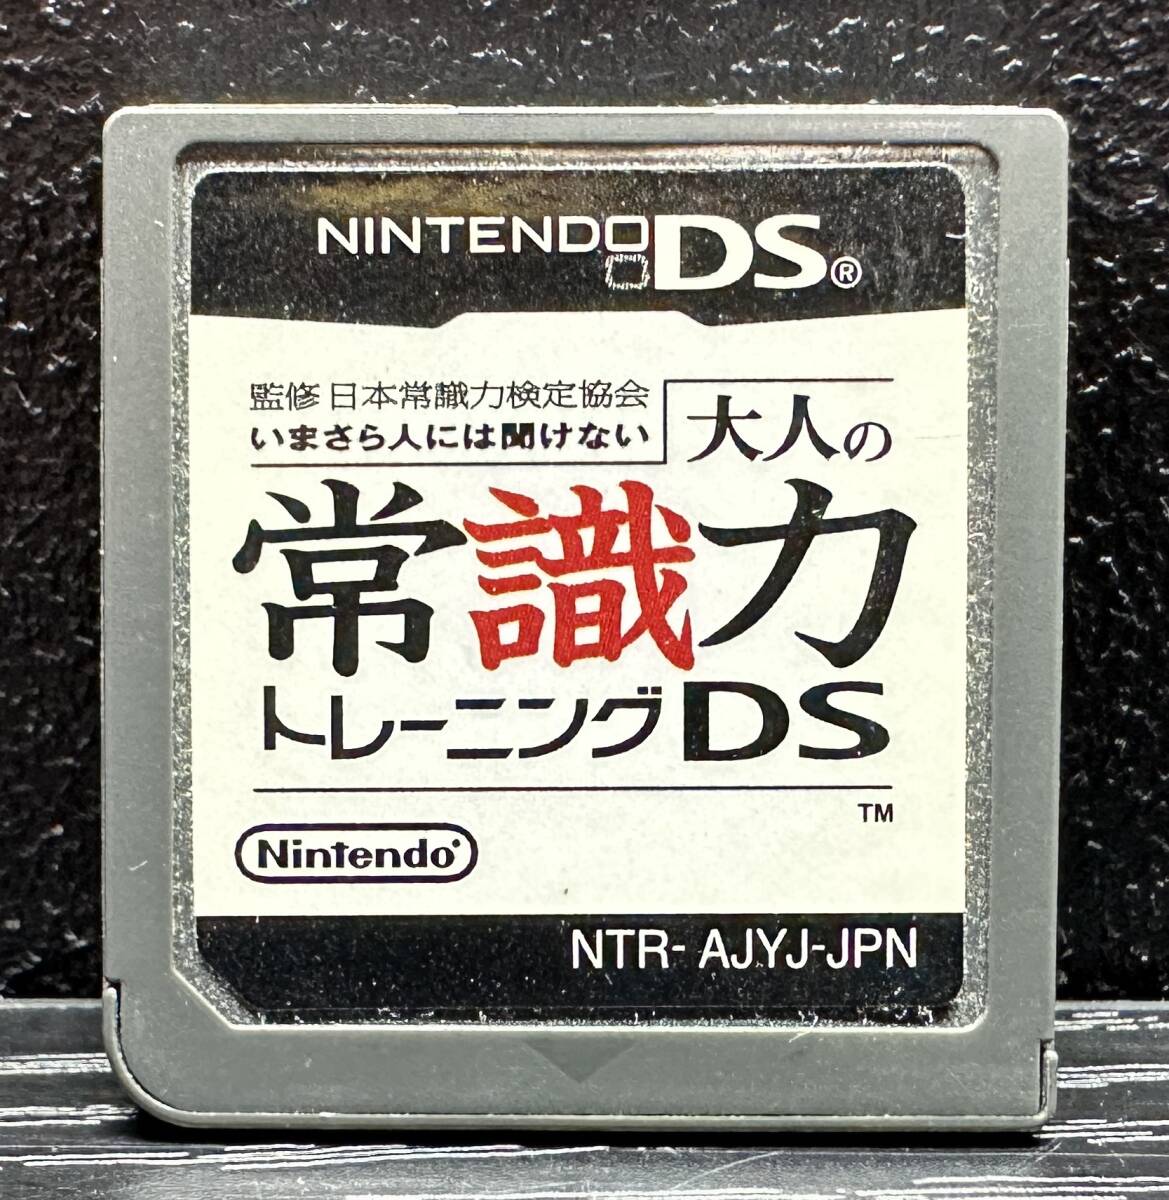 NINTENDO DS®
監修 日本常識力検定協会
いまさら人には聞けない
大人の
常識力
トレーニングDS
TM
Nintendo®
NTR- AJYJ-JPN